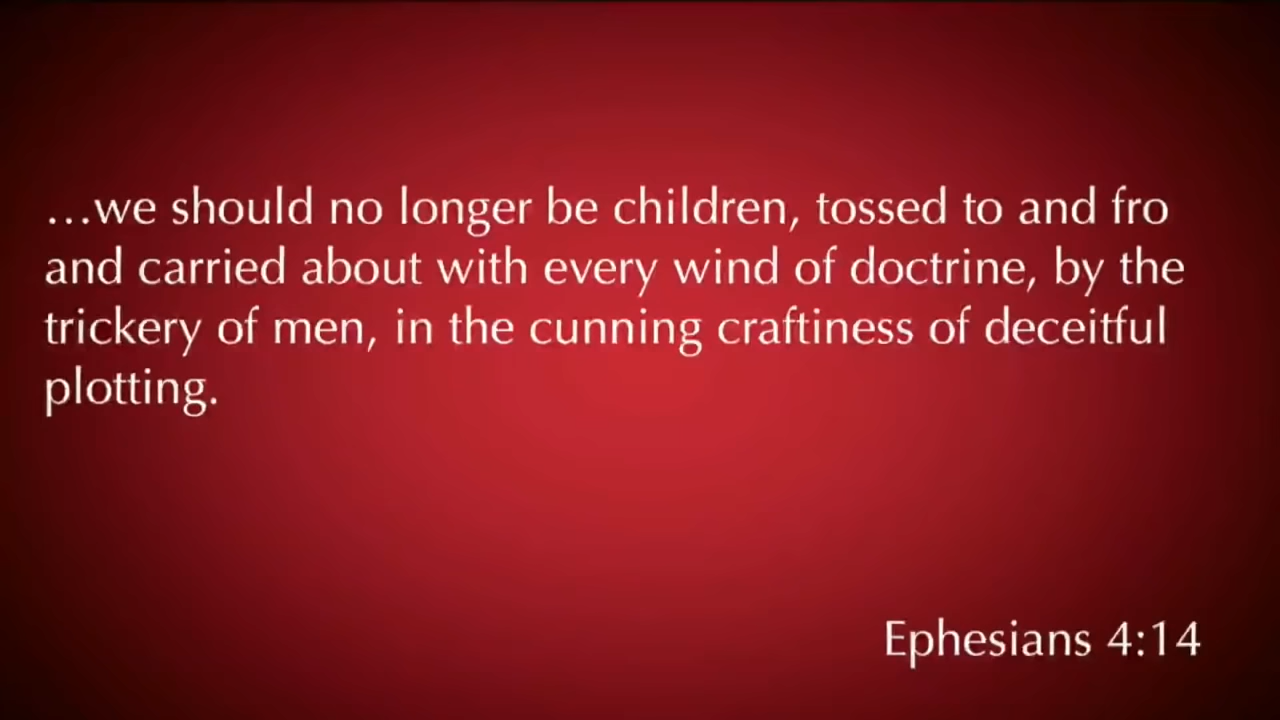 ...we should no longer be children, tossed to and fro
and carried about with every wind of doctrine, by the
trickery of men, in the cunning craftiness of deceitful
plotting.
Ephesians 4:14